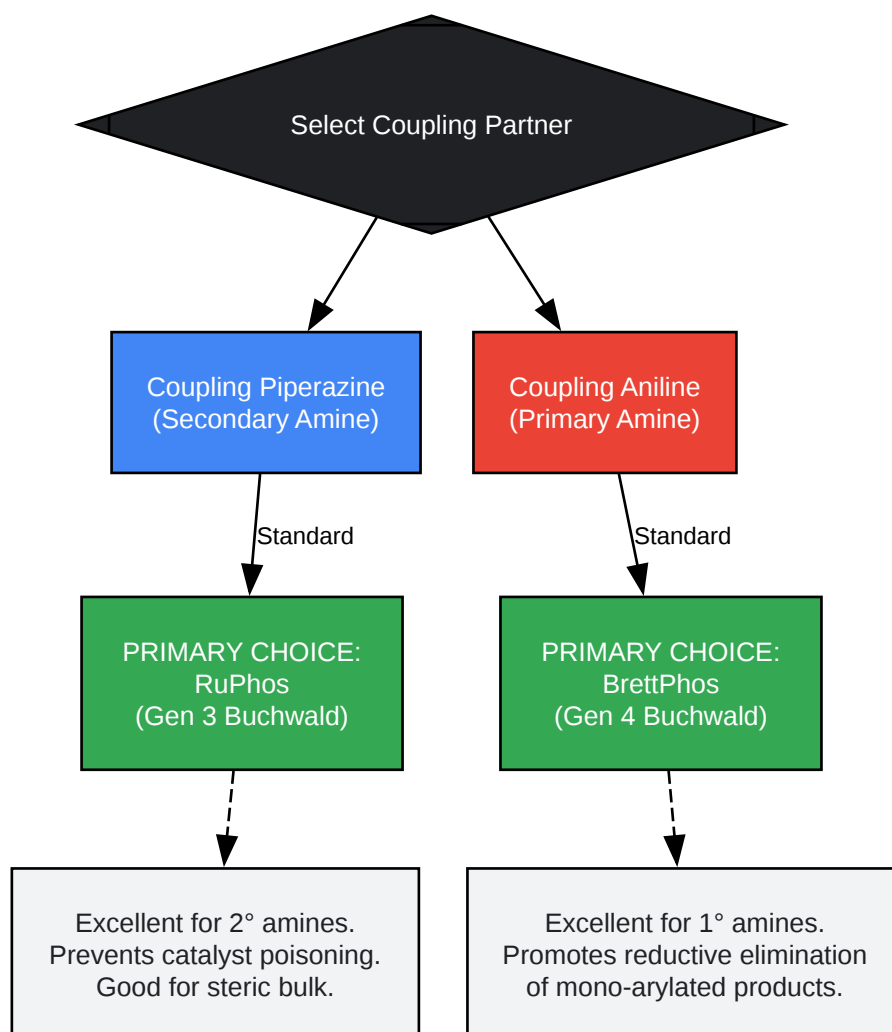 Select Coupling Partner
Coupling Piperazine
(Secondary Amine)
Coupling Aniline
(Primary Amine)
Standard
Standard
PRIMARY CHOICE:
RuPhos
(Gen 3 Buchwald)
PRIMARY CHOICE:
BrettPhos
(Gen 4 Buchwald)
Excellent for 2° amines.
Prevents catalyst poisoning.
Good for steric bulk.
Excellent for 1° amines.
Promotes reductive elimination
of mono-arylated products.